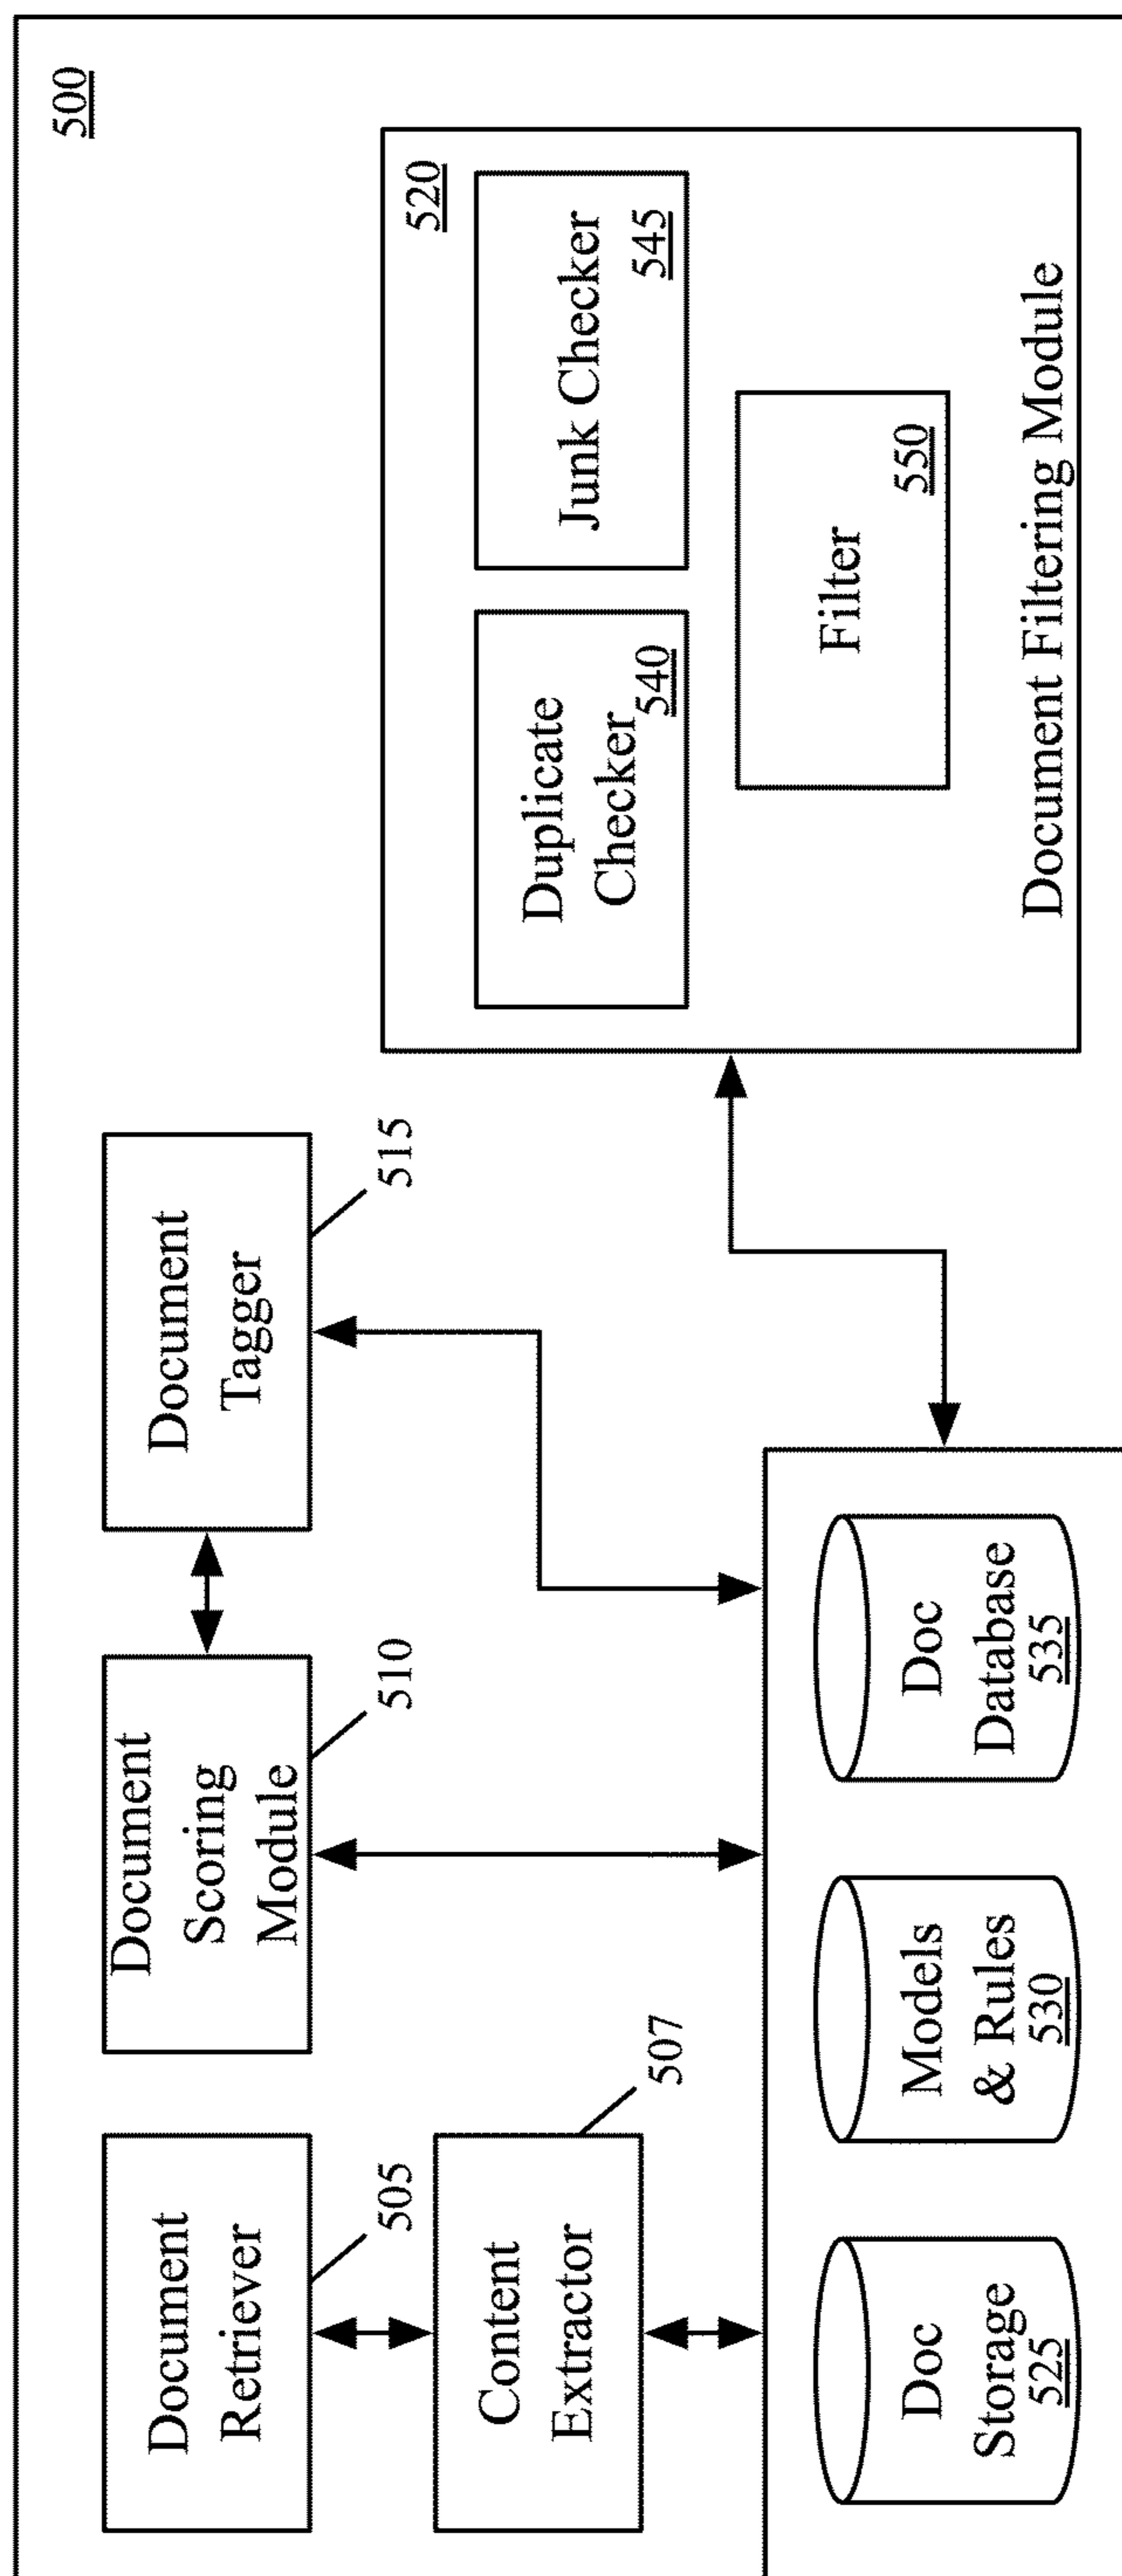 500
Document
Retriever
505
Document
Scoring
Module
510
Document
Tagger
515
Content
Extractor
507
520
Duplicate
Checker
540
Junk Checker
545
Filter
550
Document Filtering Module
Doc
Storage
525
Models
& Rules
530
Doc
Database
535